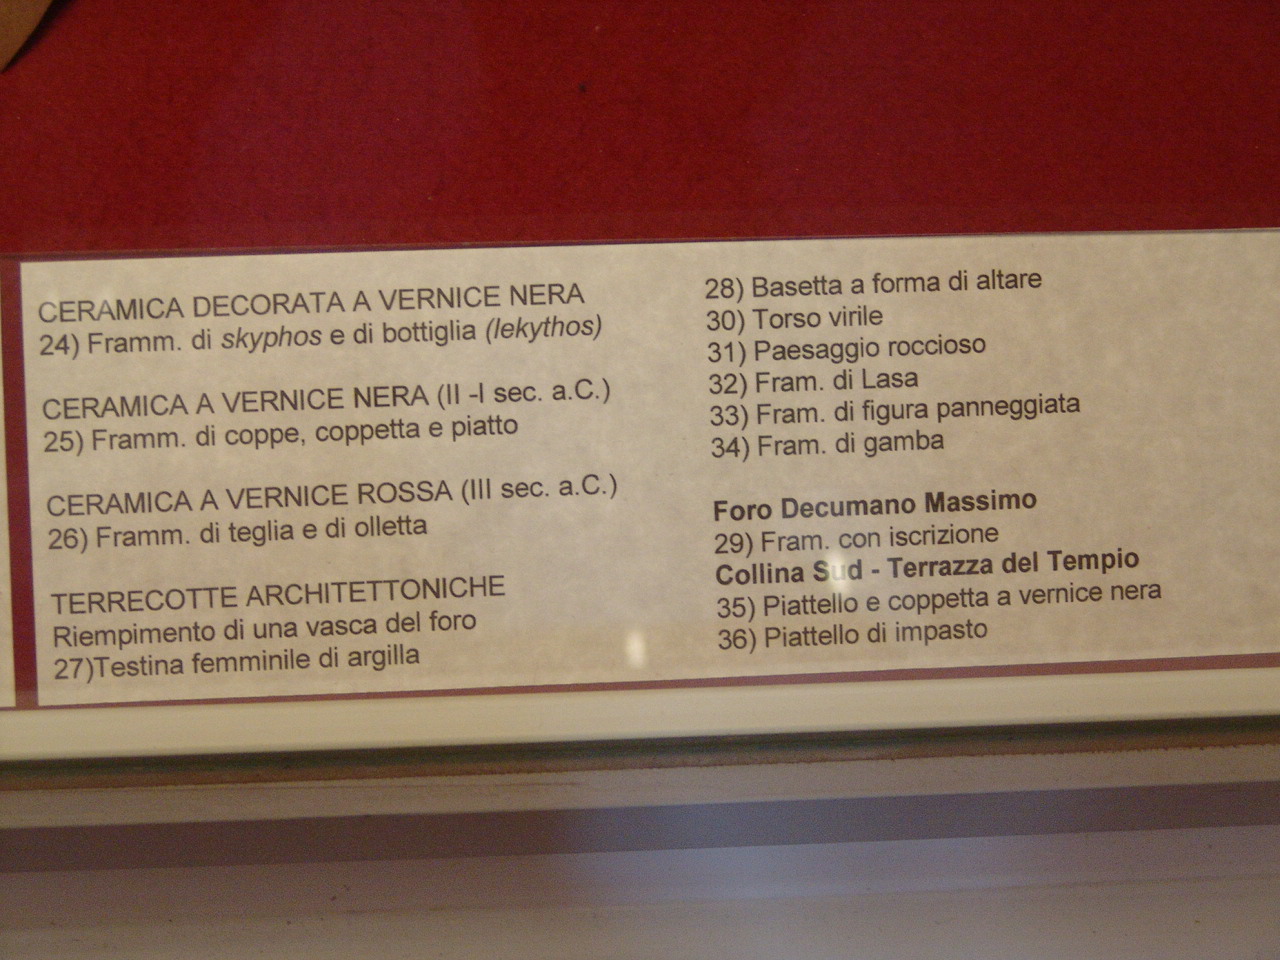 CERAMICA DECORATA A VERNICE NERA
24) Framm. di skyphos e di bottiglia (lekythos)
CERAMICA A VERNICE NERA (II -I sec. a.C.)
25) Framm. di coppe, coppetta e piatto
CERAMICA A VERNICE ROSSA (III sec. a.C.)
26) Framm. di teglia e di olletta
TERRECOTTE ARCHITETTONICHE
Riempimento di una vasca del foro
27)Testina femminile di argilla
28) Basetta a forma di altare
30) Torso virile
31) Paesaggio roccioso
32) Fram. di Lasa
33) Fram. di figura panneggiata
34) Fram. di gamba
Foro Decumano Massimo
29) Fram. con iscrizione
Collina Sud - Terrazza del Tempio
35) Piattello e coppetta a vernice nera
36) Piattello di impasto